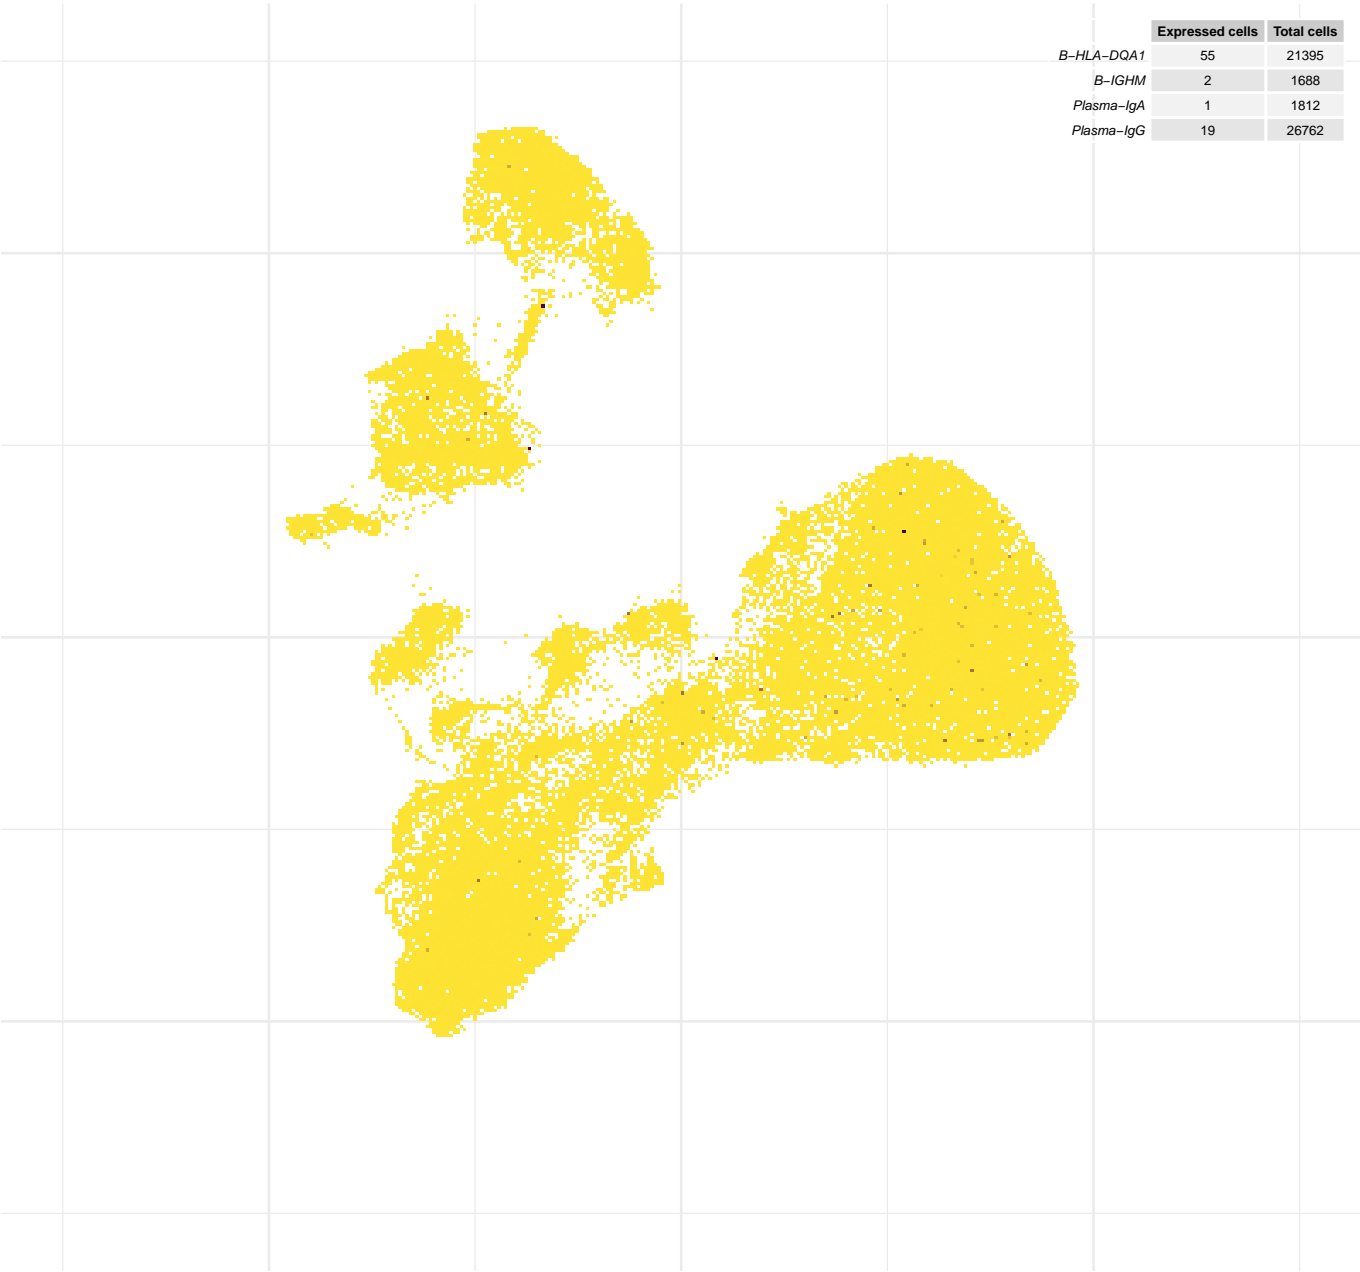 Expressed cells Total cells
B−HLA−DQA1 55 21395
B−IGHM 2 1688
Plasma−IgA 1 1812
Plasma−IgG 19 26762